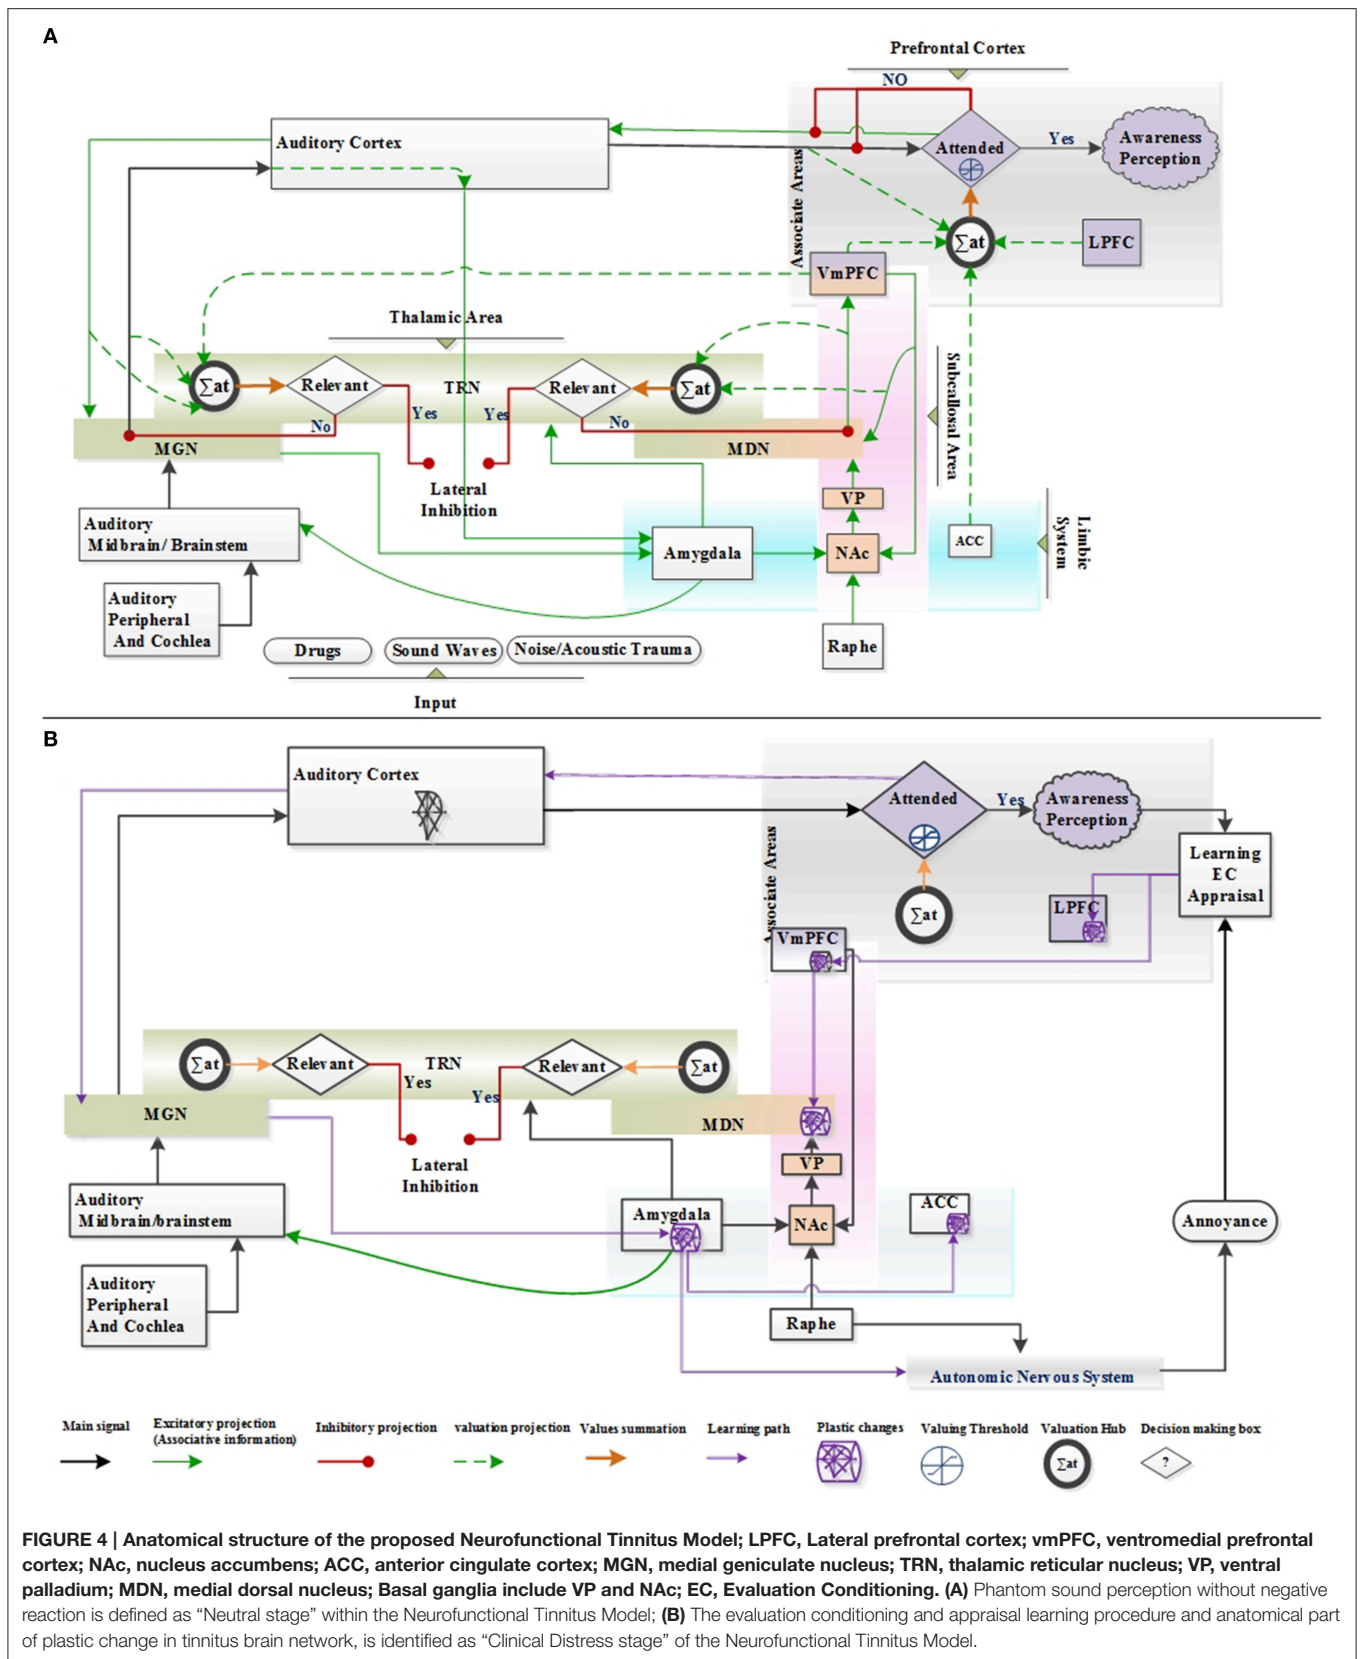 A
Prefrontal Cortex
NO
Auditory Cortex
Attended
Yes
Awareness
Perception
Associate Areas
∑at
LPFC
VmPFC
Thalamic Area
∑at
Relevant
TRN
Relevant
∑at
Yes
Yes
No
No
MGN
MDN
Subcallosal Area
Lateral
Inhibition
VP
Auditory
Midbrain/ Brainstem
Amygdala
NAc
ACC
Limbic
System
Auditory
Peripheral
And Cochlea
Raphe
Drugs
Sound Waves
Noise/Acoustic Trauma
Input
B
Auditory Cortex
Attended
Yes
Awareness
Perception
Learning
EC
Appraisal
Associate Areas
∑at
LPFC
VmPFC
∑at
Relevant
TRN
Relevant
∑at
Yes
Yes
MGN
MDN
Lateral
Inhibition
VP
Auditory
Midbrain/brainstem
Amygdala
NAc
ACC
Annoyance
Auditory
Peripheral
And Cochlea
Raphe
Autonomic Nervous System
Main signal
Excitatory projection
(Associative information)
Inhibitory projection
valuation projection
Values summation
Learning path
Plastic changes
Valuing Threshold
Valuation Hub
Decision making box
∑at
?
FIGURE 4 | Anatomical structure of the proposed Neurofunctional Tinnitus Model; LPFC, Lateral prefrontal cortex; vmPFC, ventromedial prefrontal
cortex; NAc, nucleus accumbens; ACC, anterior cingulate cortex; MGN, medial geniculate nucleus; TRN, thalamic reticular nucleus; VP, ventral
palladium; MDN, medial dorsal nucleus; Basal ganglia include VP and NAc; EC, Evaluation Conditioning. (A) Phantom sound perception without negative
reaction is defined as “Neutral stage” within the Neurofunctional Tinnitus Model; (B) The evaluation conditioning and appraisal learning procedure and anatomical part
of plastic change in tinnitus brain network, is identified as “Clinical Distress stage” of the Neurofunctional Tinnitus Model.